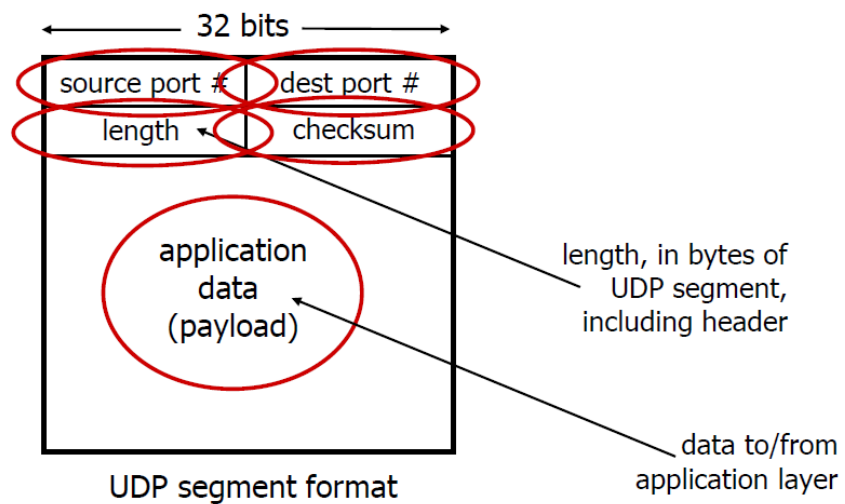 32 bits
source port # dest port #
length checksum
application
data
(payload)
length, in bytes of
UDP segment,
including header
data to/from
application layer
UDP segment format